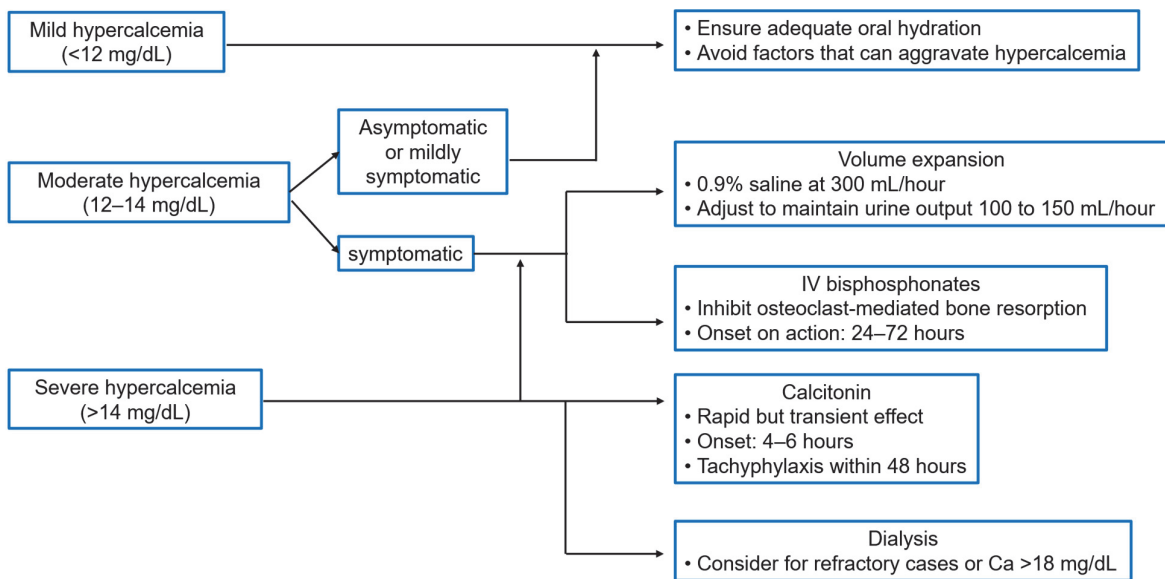 Mild hypercalcemia
(<12 mg/dL)
• Ensure adequate oral hydration
• Avoid factors that can aggravate hypercalcemia
Asymptomatic
or mildly
symptomatic
Moderate hypercalcemia
(12–14 mg/dL)
symptomatic
Volume expansion
• 0.9% saline at 300 mL/hour
• Adjust to maintain urine output 100 to 150 mL/hour
IV bisphosphonates
• Inhibit osteoclast-mediated bone resorption
• Onset on action: 24–72 hours
Severe hypercalcemia
(>14 mg/dL)
Calcitonin
• Rapid but transient effect
• Onset: 4–6 hours
• Tachyphylaxis within 48 hours
Dialysis
• Consider for refractory cases or Ca >18 mg/dL